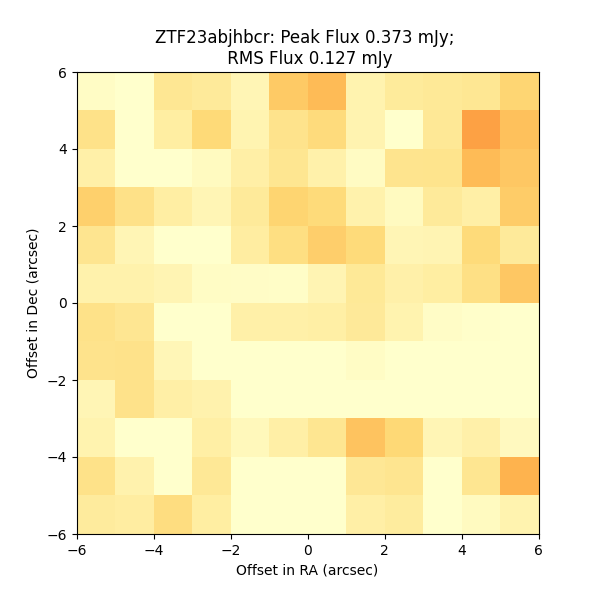 ZTF23abjhbcr: Peak Flux 0.373 mJy;
RMS Flux 0.127 mJy
6
4
2
0
−2
−4
−6
Offset in Dec (arcsec)
−6 −4 −2 0 2 4 6
Offset in RA (arcsec)